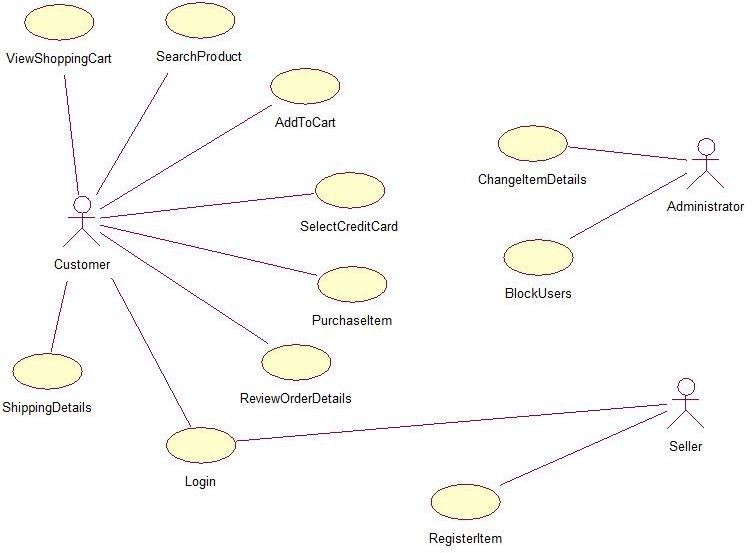 ViewShoppingCart
SearchProduct
AddToCart
ChangeItemDetails
Administrator
SelectCreditCard
Customer
BlockUsers
PurchaseItem
ReviewOrderDetails
ShippingDetails
Seller
Login
RegisterItem